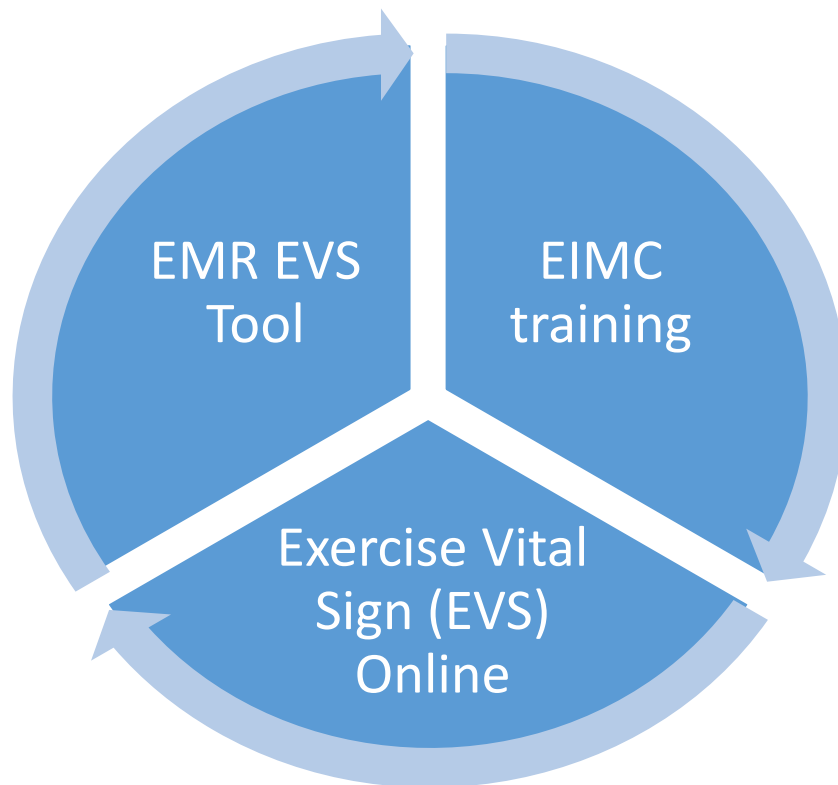 EMR EVS
Tool
EIMC
training
Exercise Vital
Sign (EVS)
Online